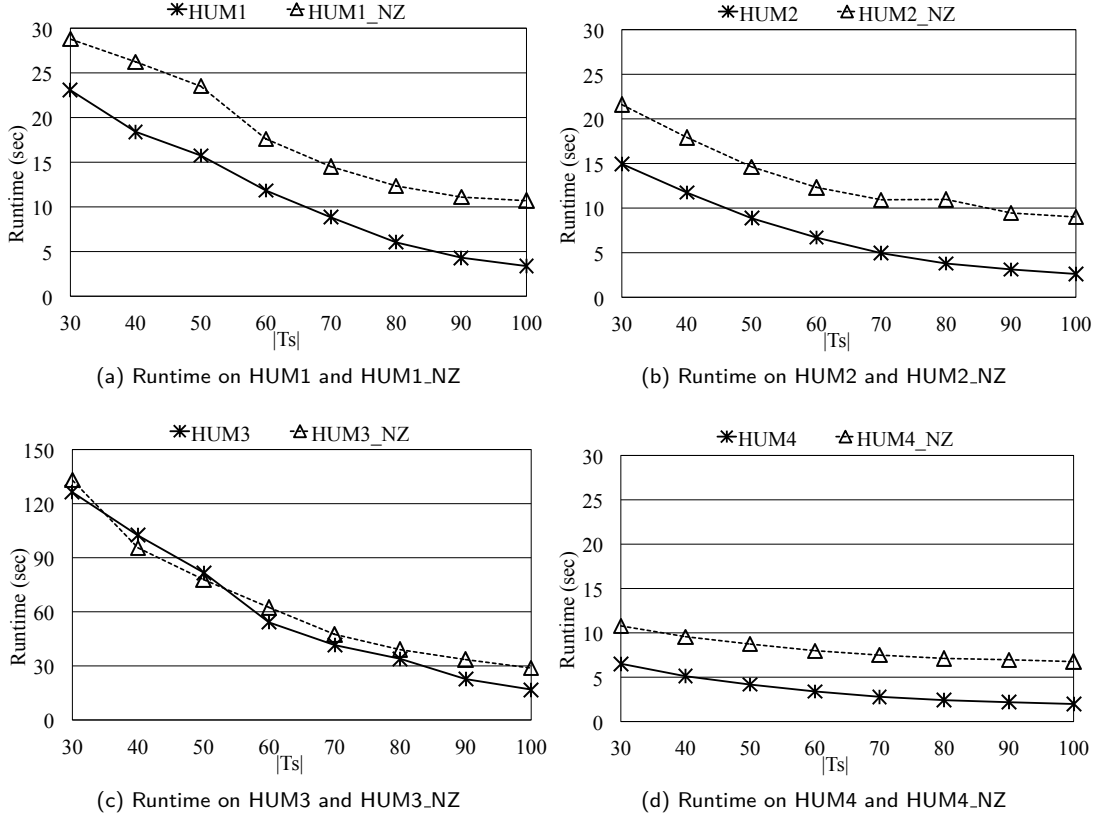 HUM1 HUM1_NZ
30
25
20
15
10
5
0
Runtime (sec)
30 40 50 60 70 80 90 100
|Ts|
(a) Runtime on HUM1 and HUM1_NZ
HUM2 HUM2_NZ
30
25
20
15
10
5
0
Runtime (sec)
30 40 50 60 70 80 90 100
|Ts|
(b) Runtime on HUM2 and HUM2_NZ
HUM3 HUM3_NZ
150
120
90
60
30
0
Runtime (sec)
30 40 50 60 70 80 90 100
|Ts|
(c) Runtime on HUM3 and HUM3_NZ
HUM4 HUM4_NZ
30
25
20
15
10
5
0
Runtime (sec)
30 40 50 60 70 80 90 100
|Ts|
(d) Runtime on HUM4 and HUM4_NZ